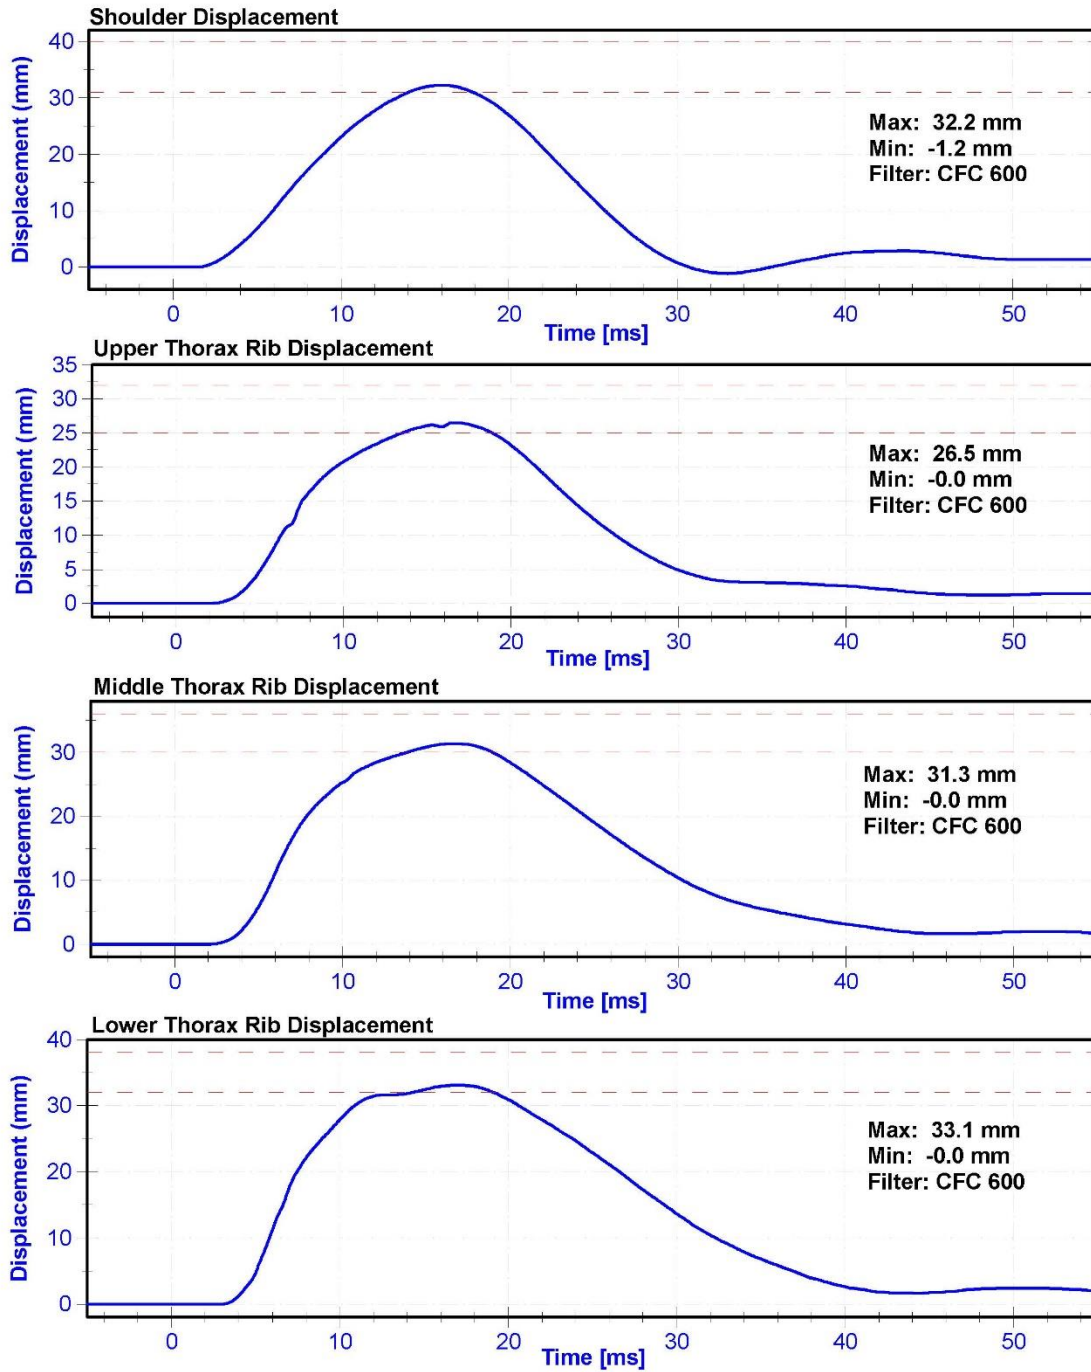 Shoulder Displacement
40
30
20
10
0
Displacement (mm)
Max: 32.2 mm
Min: -1.2 mm
Filter: CFC 600
0 10 20 30 40 50
Time [ms]
Upper Thorax Rib Displacement
35
30
25
20
15
10
5
0
Displacement (mm)
Max: 26.5 mm
Min: -0.0 mm
Filter: CFC 600
0 10 20 30 40 50
Time [ms]
Middle Thorax Rib Displacement
30
20
10
0
Displacement (mm)
Max: 31.3 mm
Min: -0.0 mm
Filter: CFC 600
0 10 20 30 40 50
Time [ms]
Lower Thorax Rib Displacement
40
30
20
10
0
Displacement (mm)
Max: 33.1 mm
Min: -0.0 mm
Filter: CFC 600
0 10 20 30 40 50
Time [ms]